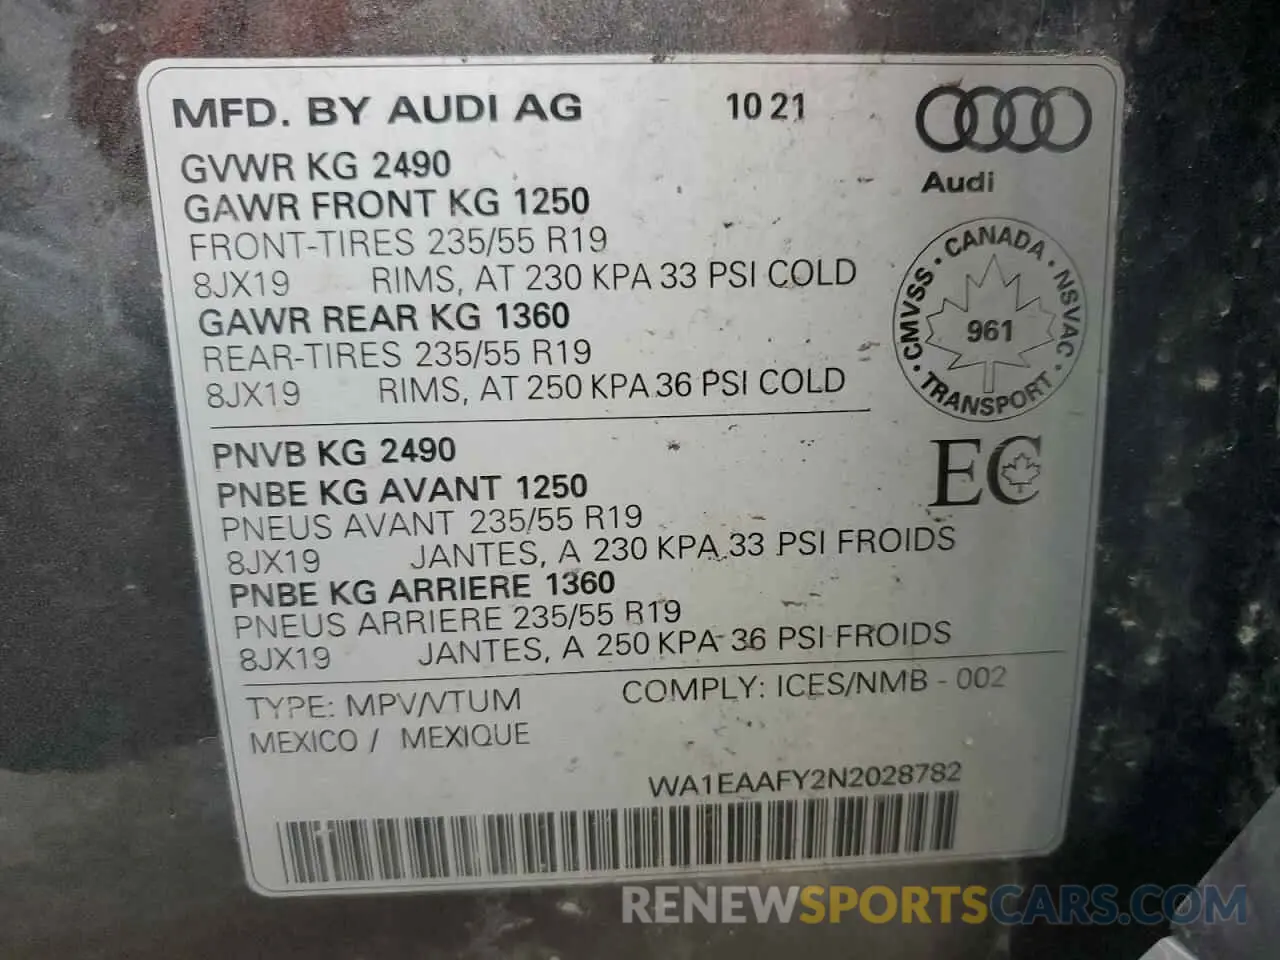 MFD. BY AUDI AG 10 21
GVWR KG 2490
GAWR FRONT KG 1250
Audi
FRONT-TIRES 235/55 R19
8JX19 RIMS, AT 230 KPA 33 PSI COLD
GAWR REAR KG 1360
REAR-TIRES 235/55 R19
8JX19 RIMS, AT 250 KPA 36 PSI COLD
CMVSS • CANADA • NSVAC • TRANSPORT •
961
EC
PNVB KG 2490
PNBE KG AVANT 1250
PNEUS AVANT 235/55 R19
8JX19 JANTES, A 230 KPA 33 PSI FROIDS
PNBE KG ARRIERE 1360
PNEUS ARRIERE 235/55 R19
8JX19 JANTES, A 250 KPA 36 PSI FROIDS
TYPE: MPV/VTUM COMPLY: ICES/NMB - 002
MEXICO / MEXIQUE
WA1EAAFY2N2028782
RENEWSPORTSCARS.COM